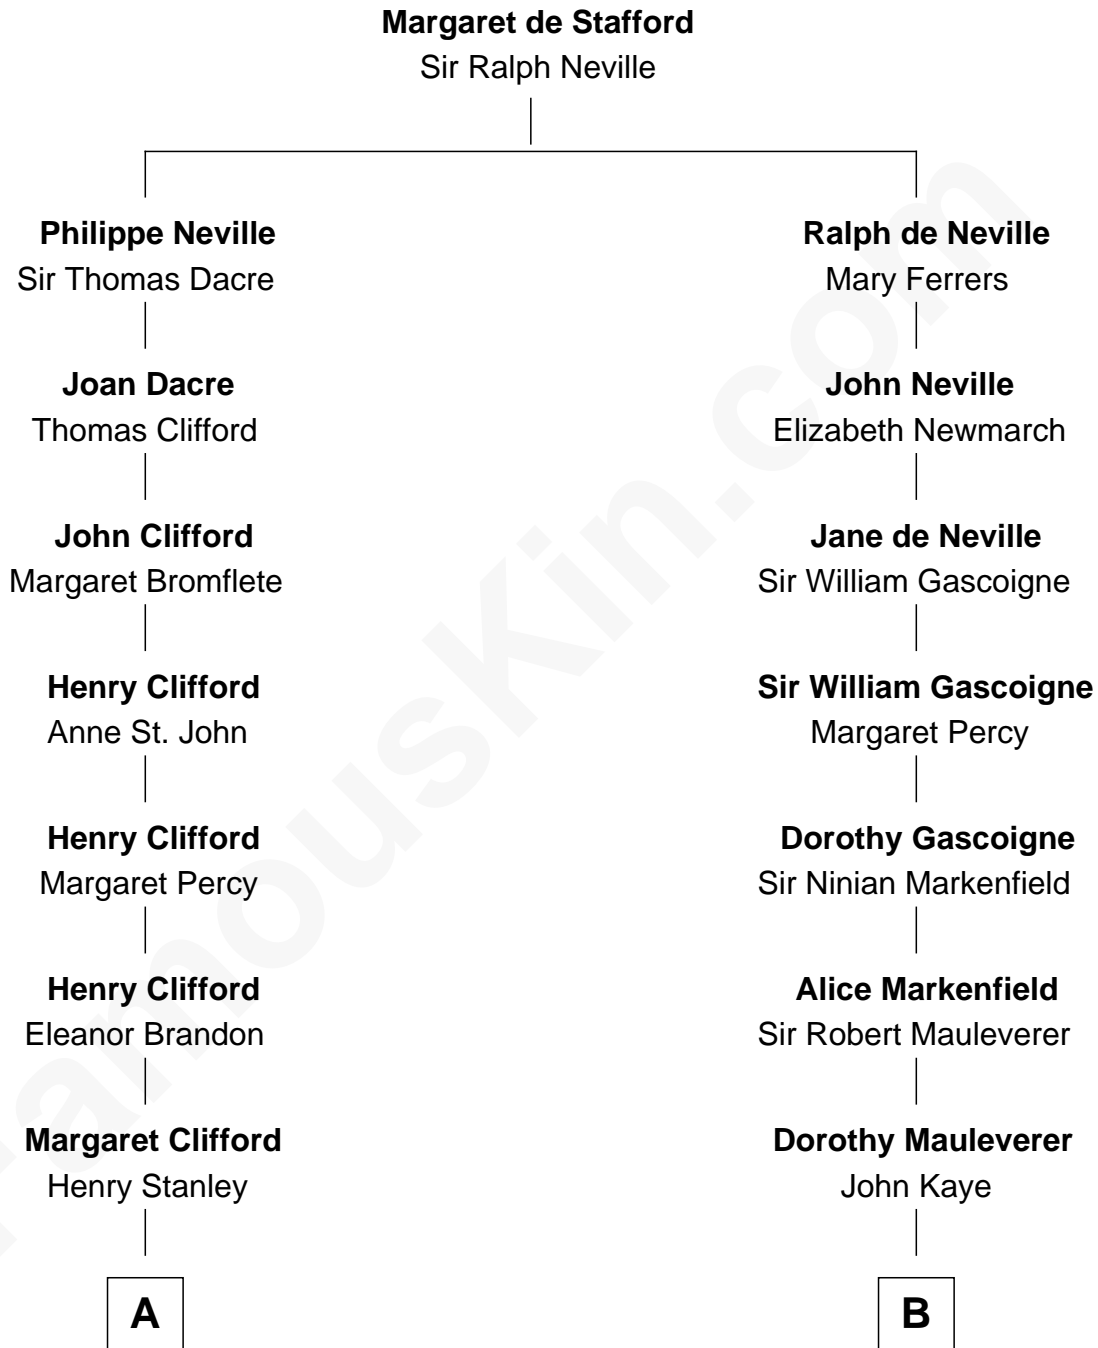 Margaret de Stafford
Sir Ralph Neville
Philippe Neville
Sir Thomas Dacre
Joan Dacre
Thomas Clifford
John Clifford
Margaret Bromflete
Henry Clifford
Anne St. John
Henry Clifford
Margaret Percy
Henry Clifford
Eleanor Brandon
Margaret Clifford
Henry Stanley
A
Ralph de Neville
Mary Ferrers
John Neville
Elizabeth Newmarch
Jane de Neville
Sir William Gascoigne
Sir William Gascoigne
Margaret Percy
Dorothy Gascoigne
Sir Ninian Markenfield
Alice Markenfield
Sir Robert Mauleverer
Dorothy Mauleverer
John Kaye
B
FamousKin.com